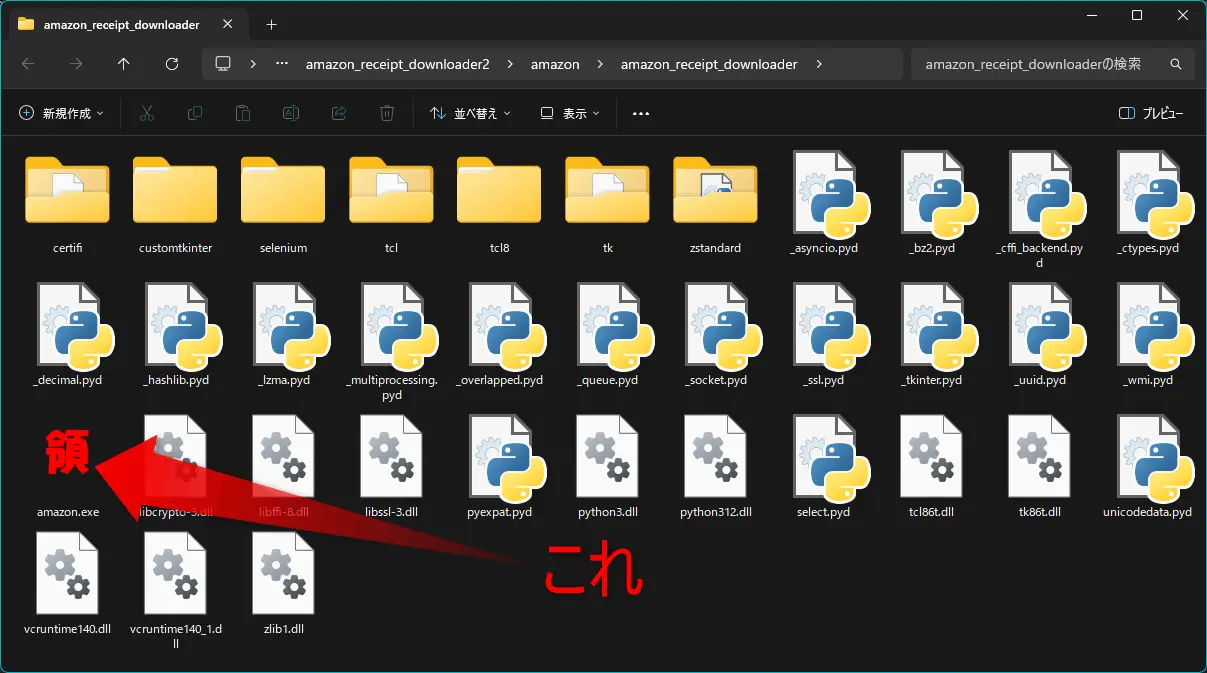 amazon_receipt_downloader
amazon_receipt_downloader2
amazon
amazon_receipt_downloader
amazon_receipt_downloaderの検索
新規作成
並べ替え
表示
プレビュー
certifi
customtkinter
selenium
tcl
tcl8
tk
zstandard
_asyncio.pyd
_bz2.pyd
_cffi_backend.py
d
_ctypes.pyd
_decimal.pyd
_hashlib.pyd
_lzma.pyd
_multiprocessing.
pyd
_overlapped.pyd
_queue.pyd
_socket.pyd
_ssl.pyd
_tkinter.pyd
_uuid.pyd
_wmi.pyd
領
amazon.exe
libcrypto-3.dll
libffi-8.dll
libssl-3.dll
pyexpat.pyd
python3.dll
python312.dll
select.pyd
tcl86t.dll
tk86t.dll
unicodedata.pyd
これ
vcruntime140.dll
vcruntime140_1.d
ll
zlib1.dll